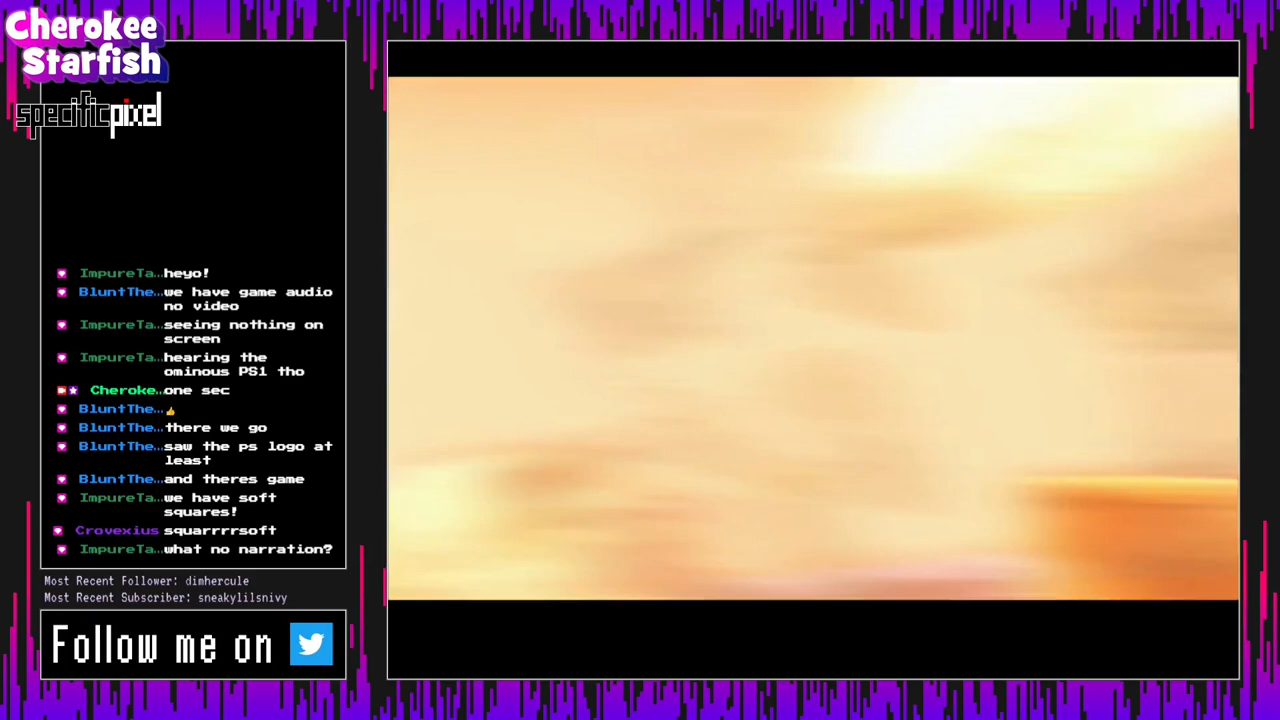 Cherokee
Starfish
specificpixel
ImpureTa… heyo!
BluntThe… we have game audio
no video
ImpureTa… seeing nothing on
screen
ImpureTa… hearing the
ominous PS1 tho
Cheroke… one sec
BluntThe… 👍
BluntThe… there we go
BluntThe… saw the ps logo at
least
BluntThe… and theres game
ImpureTa… we have soft
squares!
Crovexius squarrrrsoft
ImpureTa… what no narration?
Most Recent Follower: dimhercule
Most Recent Subscriber: sneakylilsnivy
Follow me on